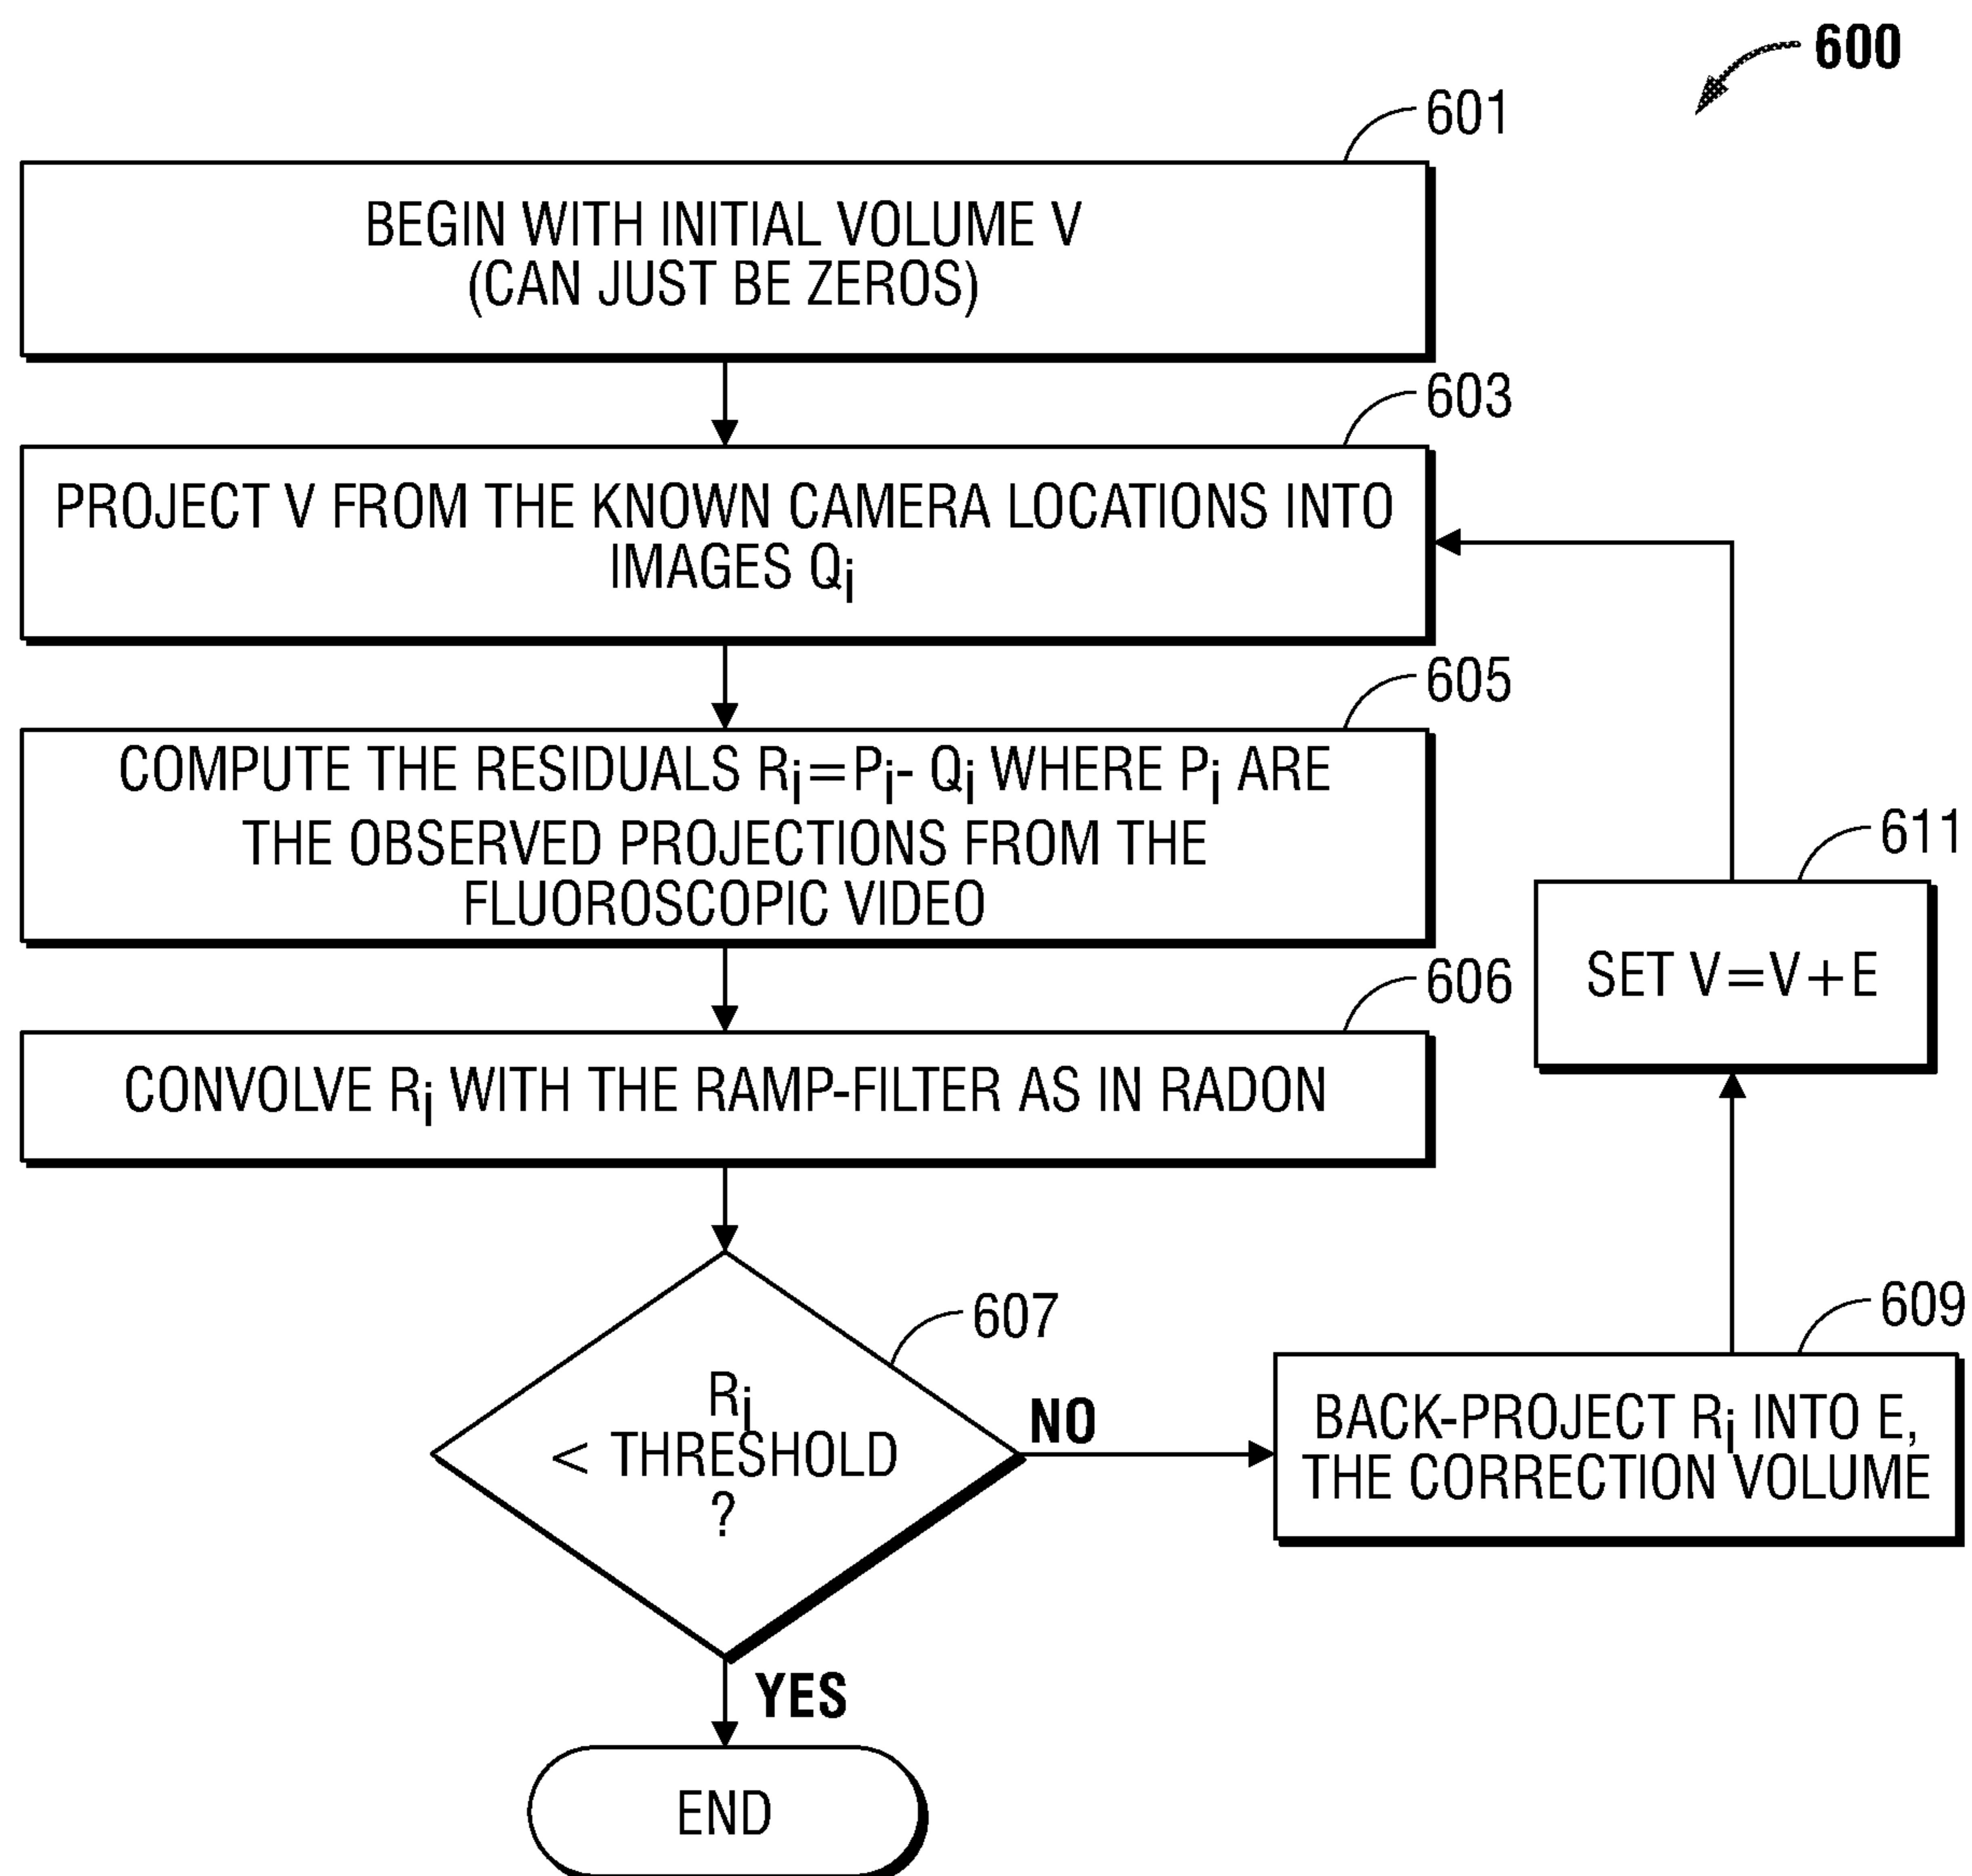 600
601
BEGIN WITH INITIAL VOLUME V
(CAN JUST BE ZEROS)
603
PROJECT V FROM THE KNOWN CAMERA LOCATIONS INTO
IMAGES Qi
605
COMPUTE THE RESIDUALS Ri=Pi- Qi WHERE Pi ARE
THE OBSERVED PROJECTIONS FROM THE
FLUOROSCOPIC VIDEO
606
CONVOLVE Ri WITH THE RAMP-FILTER AS IN RADON
607
Ri
< THRESHOLD
?
NO
YES
END
609
BACK-PROJECT Ri INTO E,
THE CORRECTION VOLUME
611
SET V=V+E